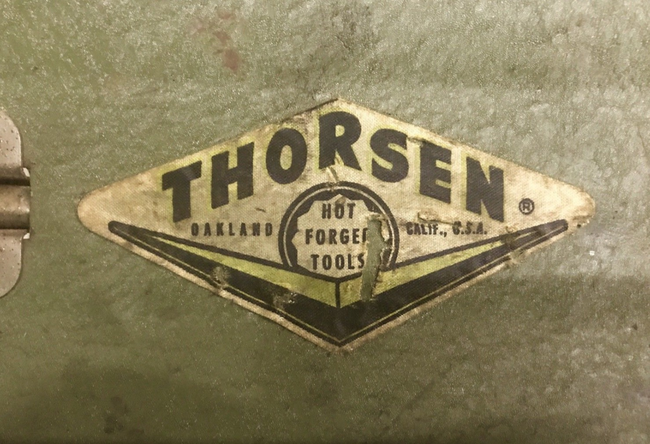 THORSEN ®
OAKLAND CALIF., U.S.A.
HOT
FORGED
TOOLS